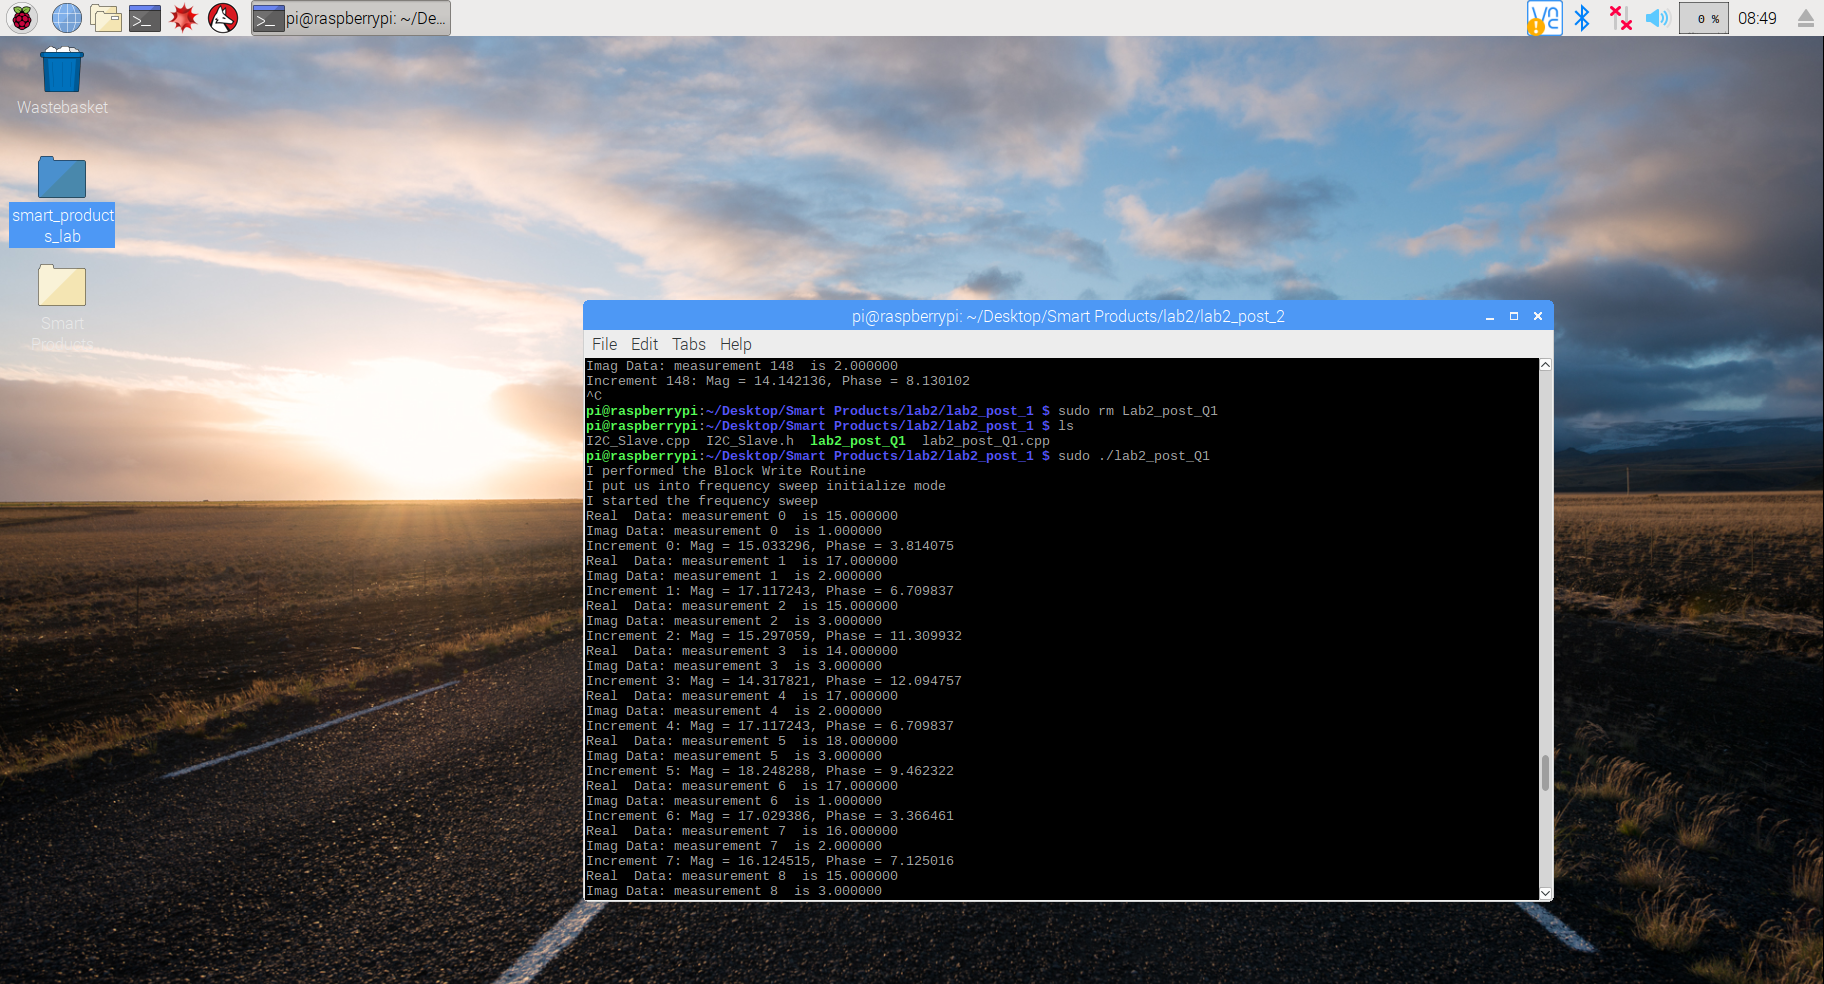 pi@raspberrypi: ~/De...
0 %
08:49
Wastebasket
smart_product
s_lab
Smart
Products
pi@raspberrypi: ~/Desktop/Smart Products/lab2/lab2_post_2
File Edit Tabs Help
Imag Data: measurement 148  is 2.000000
Increment 148: Mag = 14.142136, Phase = 8.130102
^C
pi@raspberrypi:~/Desktop/Smart Products/lab2/lab2_post_1 $ sudo rm Lab2_post_Q1
pi@raspberrypi:~/Desktop/Smart Products/lab2/lab2_post_1 $ ls
I2C_Slave.cpp  I2C_Slave.h  lab2_post_Q1  lab2_post_Q1.cpp
pi@raspberrypi:~/Desktop/Smart Products/lab2/lab2_post_1 $ sudo ./lab2_post_Q1
I performed the Block Write Routine
I put us into frequency sweep initialize mode
I started the frequency sweep
Real  Data: measurement 0  is 15.000000
Imag Data: measurement 0  is 1.000000
Increment 0: Mag = 15.033296, Phase = 3.814075
Real  Data: measurement 1  is 17.000000
Imag Data: measurement 1  is 2.000000
Increment 1: Mag = 17.117243, Phase = 6.709837
Real  Data: measurement 2  is 15.000000
Imag Data: measurement 2  is 3.000000
Increment 2: Mag = 15.297059, Phase = 11.309932
Real  Data: measurement 3  is 14.000000
Imag Data: measurement 3  is 3.000000
Increment 3: Mag = 14.317821, Phase = 12.094757
Real  Data: measurement 4  is 17.000000
Imag Data: measurement 4  is 2.000000
Increment 4: Mag = 17.117243, Phase = 6.709837
Real  Data: measurement 5  is 18.000000
Imag Data: measurement 5  is 3.000000
Increment 5: Mag = 18.248288, Phase = 9.462322
Real  Data: measurement 6  is 17.000000
Imag Data: measurement 6  is 1.000000
Increment 6: Mag = 17.029386, Phase = 3.366461
Real  Data: measurement 7  is 16.000000
Imag Data: measurement 7  is 2.000000
Increment 7: Mag = 16.124515, Phase = 7.125016
Real  Data: measurement 8  is 15.000000
Imag Data: measurement 8  is 3.000000